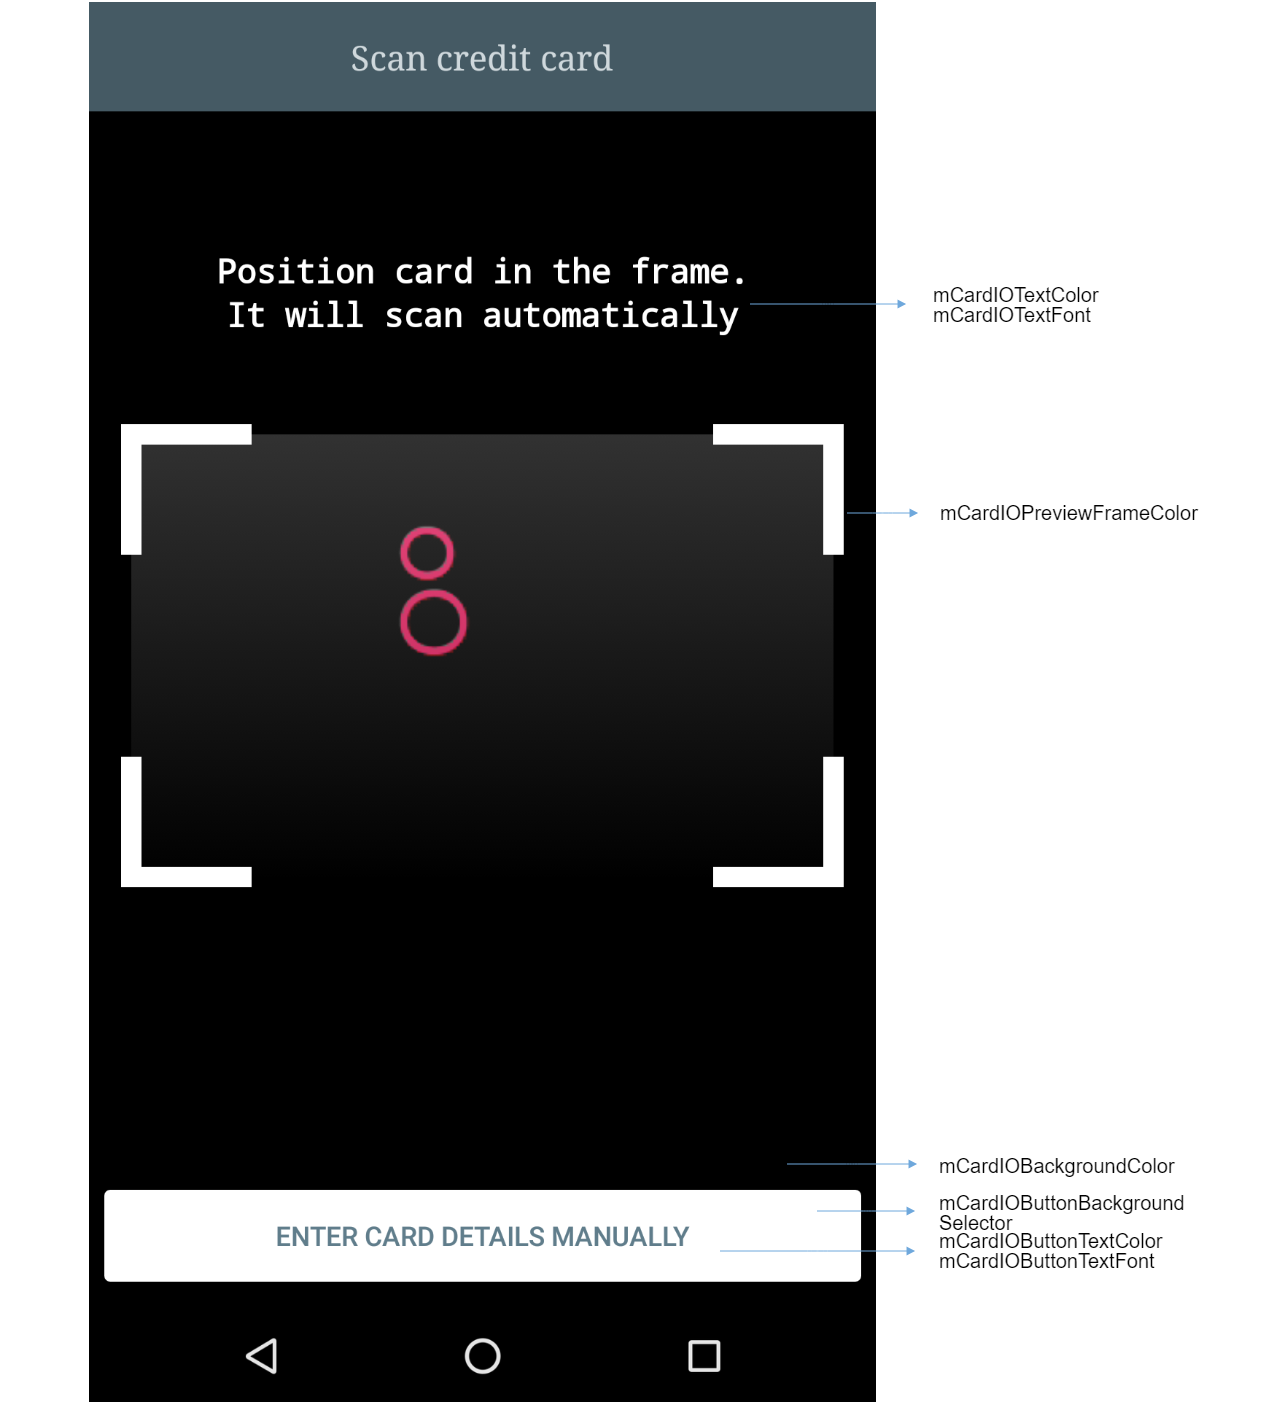 Scan credit card
Position card in the frame.
It will scan automatically
mCardIOTextColor
mCardIOTextFont
mCardIOPreviewFrameColor
mCardIOBackgroundColor
mCardIOButtonBackground
Selector
ENTER CARD DETAILS MANUALLY
mCardIOButtonTextColor
mCardIOButtonTextFont